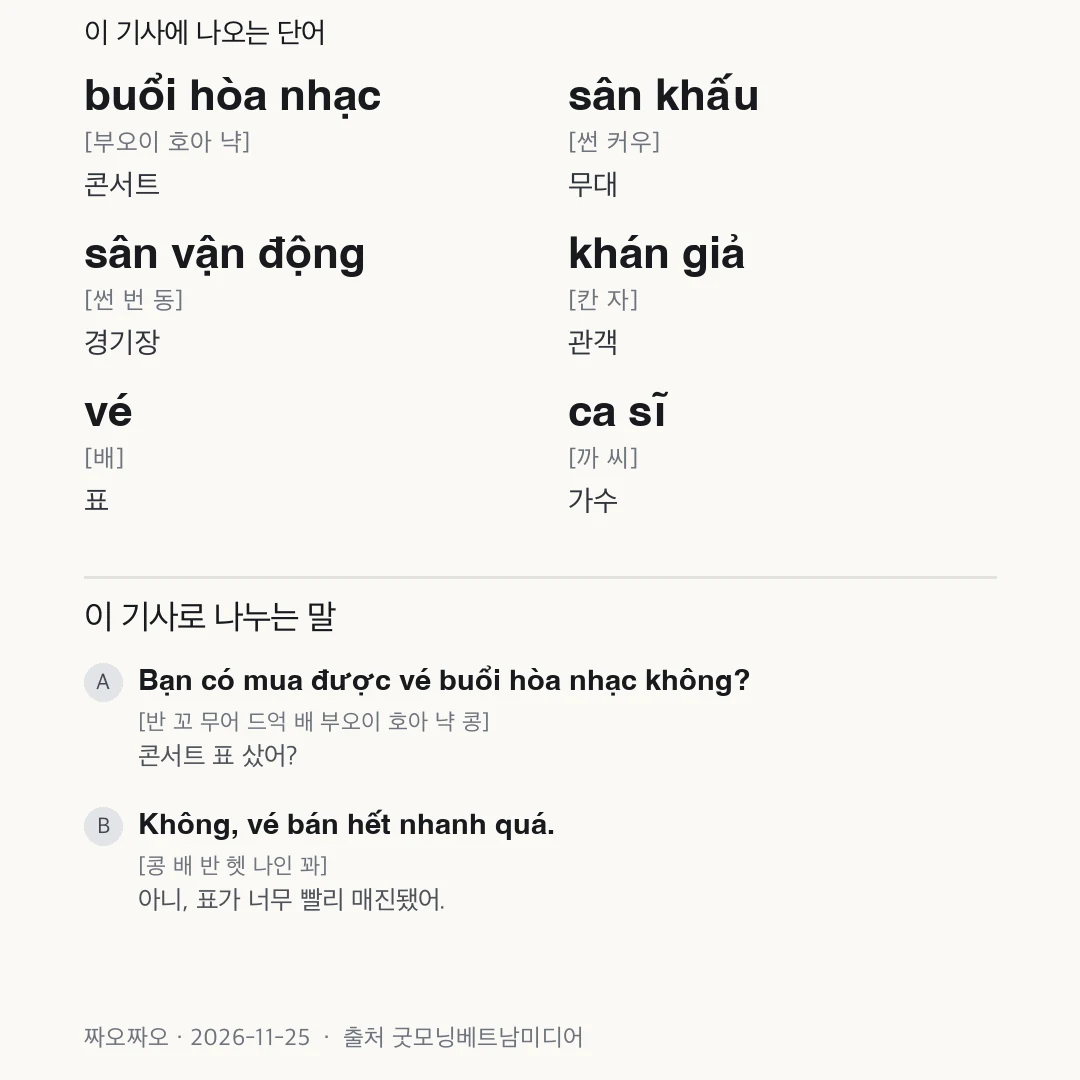 이 기사에 나오는 단어
buổi hòa nhạc
[부오이 호아 냑]
콘서트
sân khấu
[썬 커우]
무대
sân vận động
[썬 번 동]
경기장
khán giả
[칸 자]
관객
vé
[배]
표
ca sĩ
[까 씨]
가수
이 기사로 나누는 말
A Bạn có mua được vé buổi hòa nhạc không?
[반 꼬 무어 드억 배 부오이 호아 냑 콩]
콘서트 표 샀어?
B Không, vé bán hết nhanh quá.
[콩 배 반 헷 나인 꽈]
아니, 표가 너무 빨리 매진됐어.
짜오짜오 · 2026-11-25 · 출처 굿모닝베트남미디어